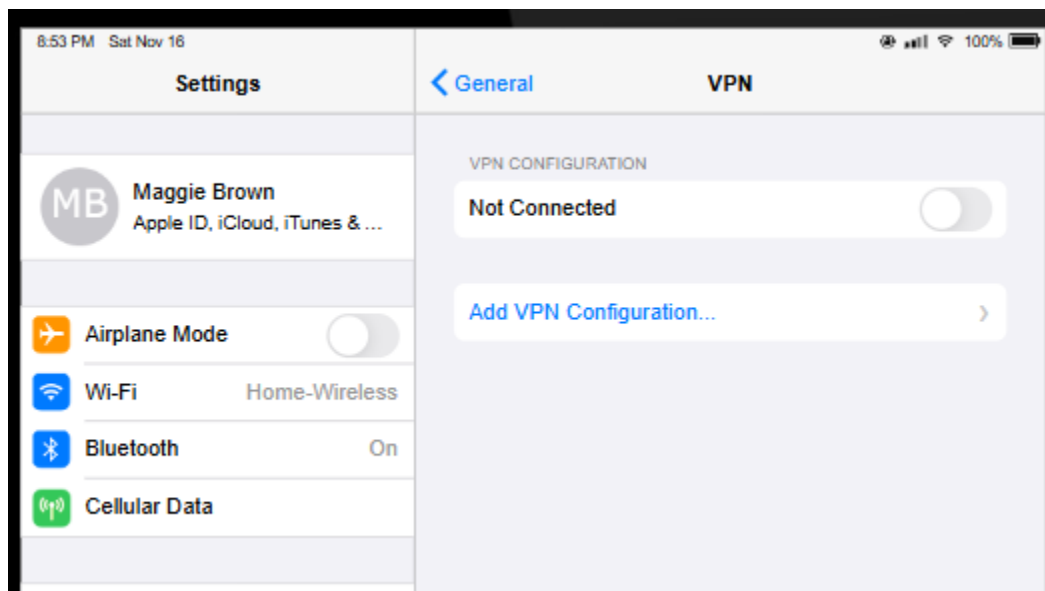 8:53 PM Sat Nov 16
100%
Settings
General
VPN
MB
Maggie Brown
Apple ID, iCloud, iTunes & ...
Airplane Mode
Wi-Fi Home-Wireless
Bluetooth On
Cellular Data
VPN CONFIGURATION
Not Connected
Add VPN Configuration...